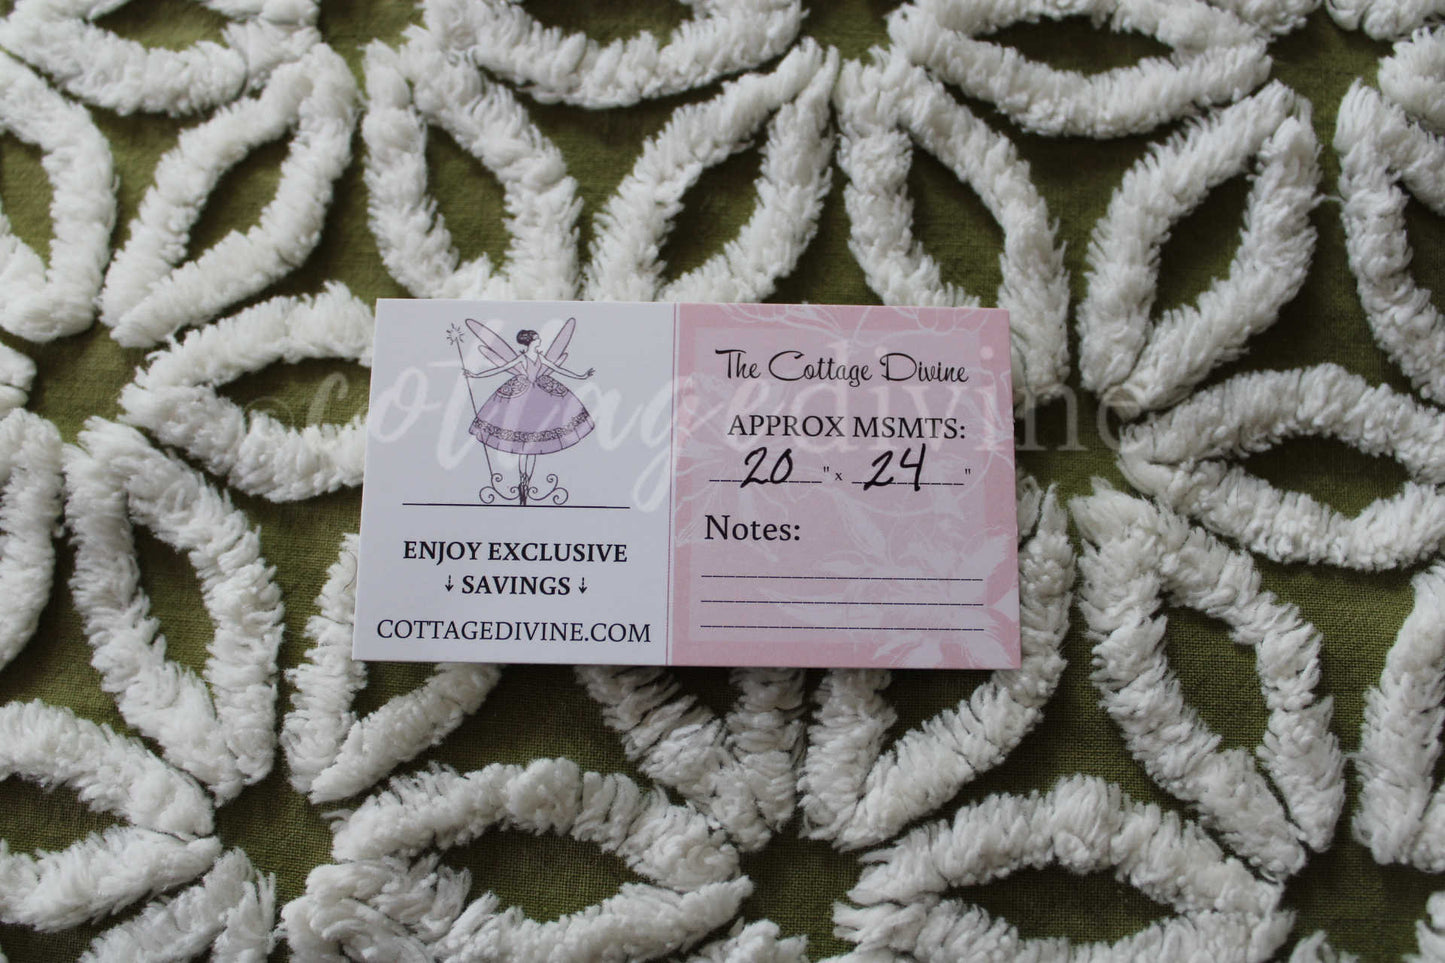 ENJOY EXCLUSIVE
↓ SAVINGS ↓
COTTAGEDIVINE.COM
The Cottage Divine
APPROX MSMTS:
20 " x 24 "
Notes:
©cottagedivine